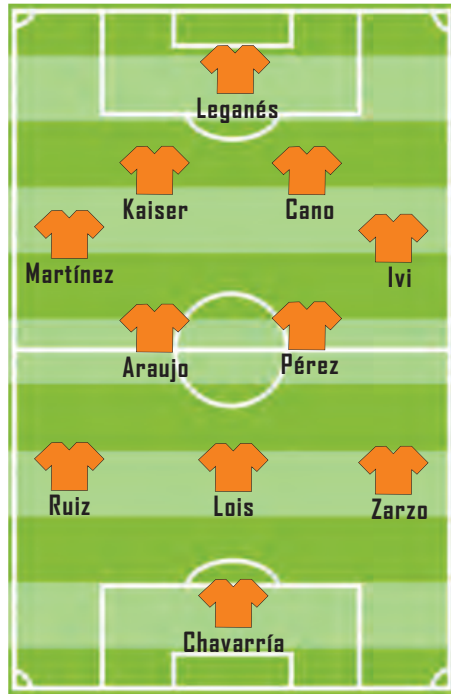 Leganés
Kaiser Cano
Martínez Ivi
Araujo Pérez
Ruiz Lois Zarzo
Chavarría